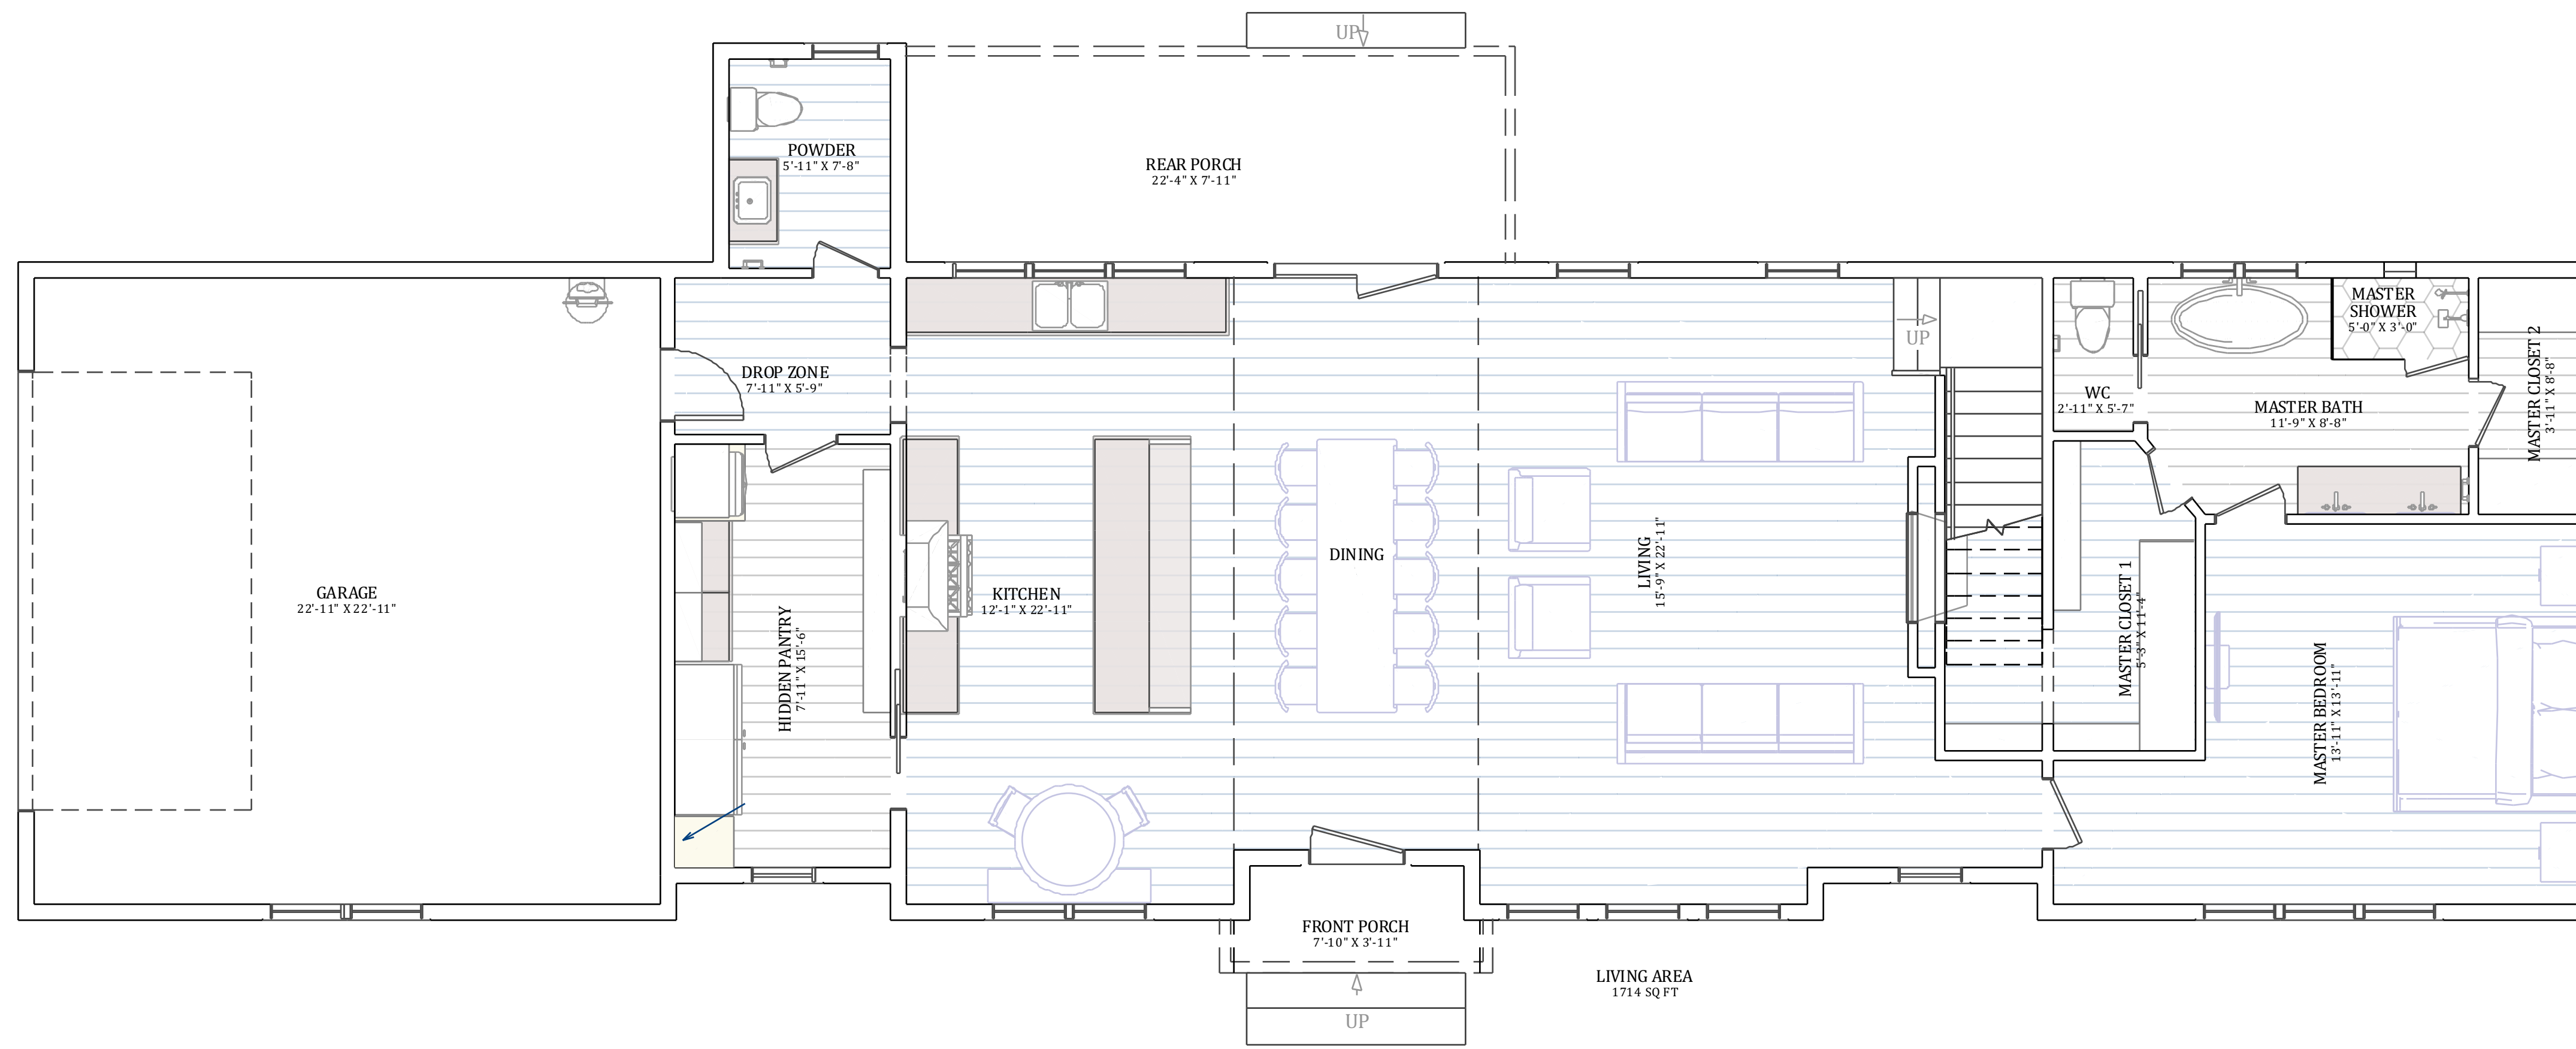 UP
POWDER
5'-11" X 7'-8"
REAR PORCH
22'-4" X 7'-11"
MASTER
SHOWER
5'-0" X 3'-0"
UP
DROP ZONE
7'-11" X 5'-9"
WC
2'-11" X 5'-7"
MASTER BATH
11'-9" X 8'-8"
MASTER CLOSET 2
3'-11" X 8'-8"
GARAGE
22'-11" X 22'-11"
HIDDEN PANTRY
7'-11" X 15'-6"
KITCHEN
12'-1" X 22'-11"
DINING
LIVING
15'-9" X 22'-11"
MASTER CLOSET 1
5'-3" X 11'-4"
MASTER BEDROOM
13'-11" X 13'-11"
FRONT PORCH
7'-10" X 3'-11"
LIVING AREA
1714 SQ FT
UP